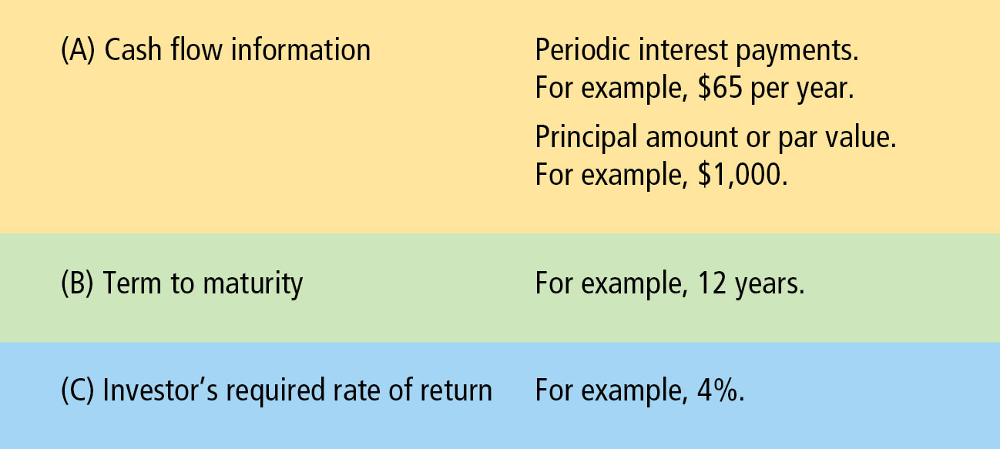 (A) Cash flow information
Periodic interest payments.
For example, $65 per year.
Principal amount or par value.
For example, $1,000.
(B) Term to maturity
For example, 12 years.
(C) Investor’s required rate of return
For example, 4%.